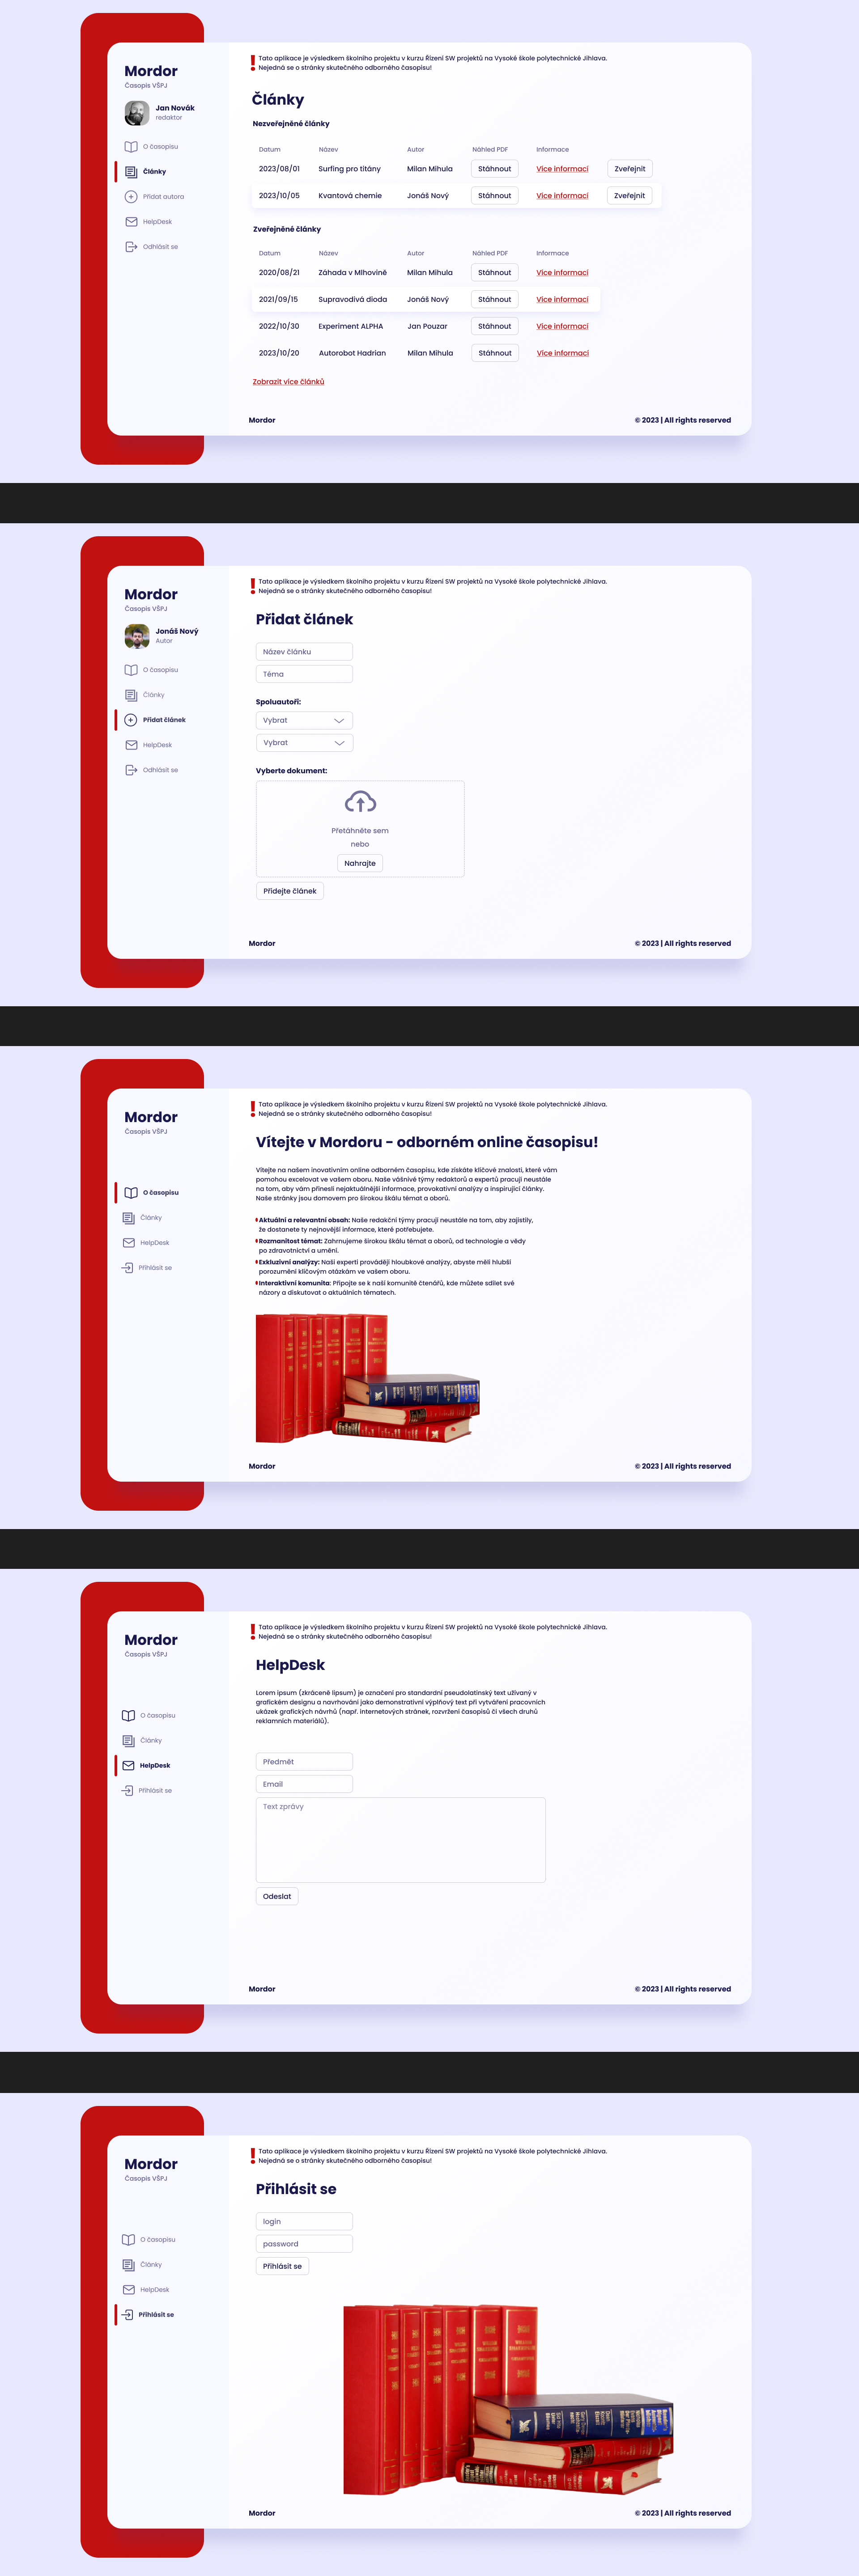 Mordor
Časopis VŠPJ
Jan Novák
redaktor
O časopisu
Články
Přidat autora
HelpDesk
Odhlásit se
! Tato aplikace je výsledkem školního projektu v kurzu Řízení SW projektů na Vysoké škole polytechnické Jihlava.
Nejedná se o stránky skutečného odborného časopisu!
Články
Nezveřejněné články
Datum Název Autor Náhled PDF Informace
2023/08/01 Surfing pro titány Milan Mihula Stáhnout Více informací Zveřejnit
2023/10/05 Kvantová chemie Jonáš Nový Stáhnout Více informací Zveřejnit
Zveřejněné články
Datum Název Autor Náhled PDF Informace
2020/08/21 Záhada v Mlhovině Milan Mihula Stáhnout Více informací
2021/09/15 Supravodivá dioda Jonáš Nový Stáhnout Více informací
2022/10/30 Experiment ALPHA Jan Pouzar Stáhnout Více informací
2023/10/20 Autorobot Hadrian Milan Mihula Stáhnout Více informací
Zobrazit více článků
Mordor © 2023 | All rights reserved
Mordor
Časopis VŠPJ
Jonáš Nový
Autor
O časopisu
Články
Přidat článek
HelpDesk
Odhlásit se
! Tato aplikace je výsledkem školního projektu v kurzu Řízení SW projektů na Vysoké škole polytechnické Jihlava.
Nejedná se o stránky skutečného odborného časopisu!
Přidat článek
Název článku
Téma
Spoluautoři:
Vybrat
Vybrat
Vyberte dokument:
Přetáhněte sem
nebo
Nahrajte
Přidejte článek
Mordor © 2023 | All rights reserved
Mordor
Časopis VŠPJ
O časopisu
Články
HelpDesk
Přihlásit se
! Tato aplikace je výsledkem školního projektu v kurzu Řízení SW projektů na Vysoké škole polytechnické Jihlava.
Nejedná se o stránky skutečného odborného časopisu!
Vítejte v Mordoru - odborném online časopisu!
Vítejte na našem inovativním online odborném časopisu, kde získáte klíčové znalosti, které vám
pomohou excelovat ve vašem oboru. Naše vášnivé týmy redaktorů a expertů pracují neustále
na tom, aby vám přinesli nejaktuálnější informace, provokativní analýzy a inspirující články.
Naše stránky jsou domovem pro širokou škálu témat a oborů.
Aktuální a relevantní obsah: Naše redakční týmy pracují neustále na tom, aby zajistily,
že dostanete ty nejnovější informace, které potřebujete.
Rozmanitost témat: Zahrnujeme širokou škálu témat a oborů, od technologie a vědy
po zdravotnictví a umění.
Exkluzivní analýzy: Naši experti provádějí hloubkové analýzy, abyste měli hlubší
porozumění klíčovým otázkám ve vašem oboru.
Interaktivní komunita: Připojte se k naší komunitě čtenářů, kde můžete sdílet své
názory a diskutovat o aktuálních tématech.
Mordor © 2023 | All rights reserved
Mordor
Časopis VŠPJ
O časopisu
Články
HelpDesk
Přihlásit se
! Tato aplikace je výsledkem školního projektu v kurzu Řízení SW projektů na Vysoké škole polytechnické Jihlava.
Nejedná se o stránky skutečného odborného časopisu!
HelpDesk
Lorem ipsum (zkráceně lipsum) je označení pro standardní pseudolatinský text užívaný v
grafickém designu a navrhování jako demonstrativní výplňový text při vytváření pracovních
ukázek grafických návrhů (např. internetových stránek, rozvržení časopisů či všech druhů
reklamních materiálů).
Předmět
Email
Text zprávy
Odeslat
Mordor © 2023 | All rights reserved
Mordor
Časopis VŠPJ
O časopisu
Články
HelpDesk
Přihlásit se
! Tato aplikace je výsledkem školního projektu v kurzu Řízení SW projektů na Vysoké škole polytechnické Jihlava.
Nejedná se o stránky skutečného odborného časopisu!
Přihlásit se
login
password
Přihlásit se
Mordor © 2023 | All rights reserved